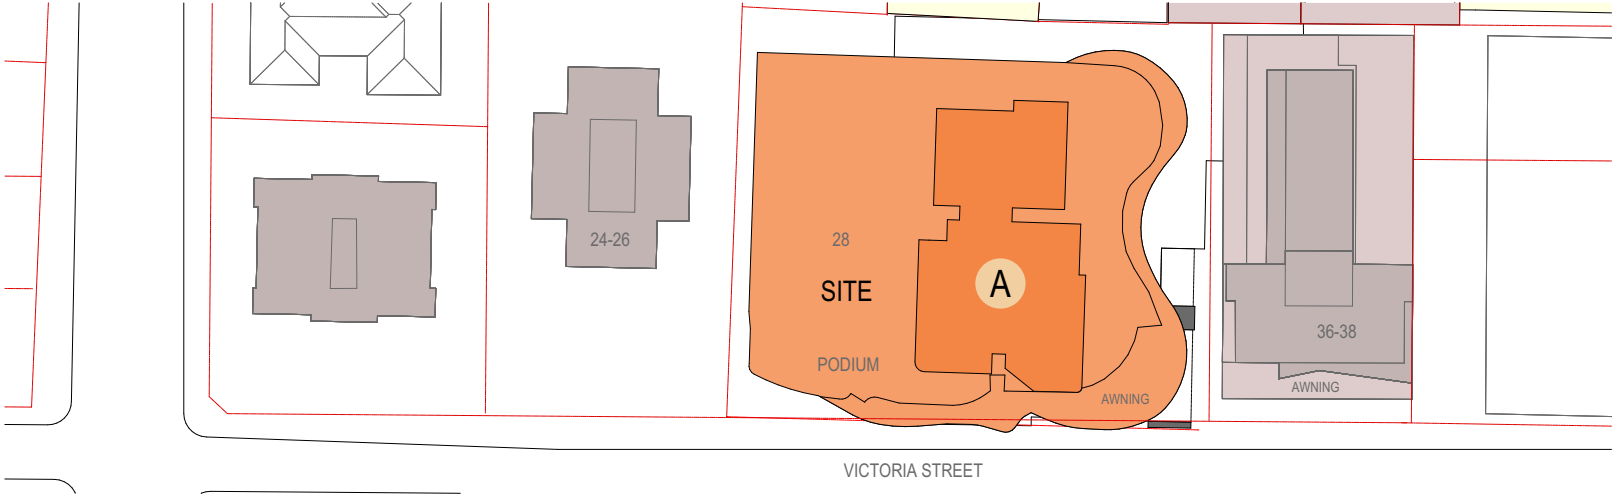 24-26
28
SITE
A
36-38
PODIUM
AWNING
AWNING
VICTORIA STREET